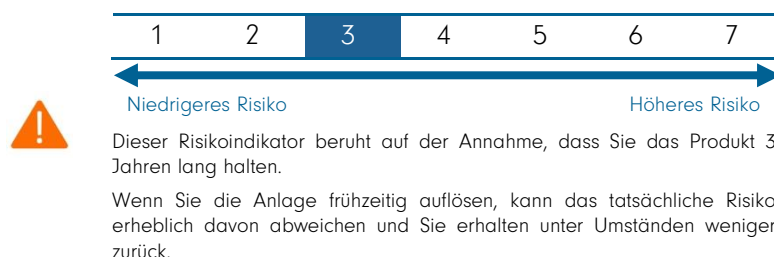 1 2 3 4 5 6 7
Niedrigeres Risiko Höheres Risiko
Dieser Risikoindikator beruht auf der Annahme, dass Sie das Produkt 3
Jahren lang halten.
Wenn Sie die Anlage frühzeitig auflösen, kann das tatsächliche Risiko
erheblich davon abweichen und Sie erhalten unter Umständen weniger
zurück.